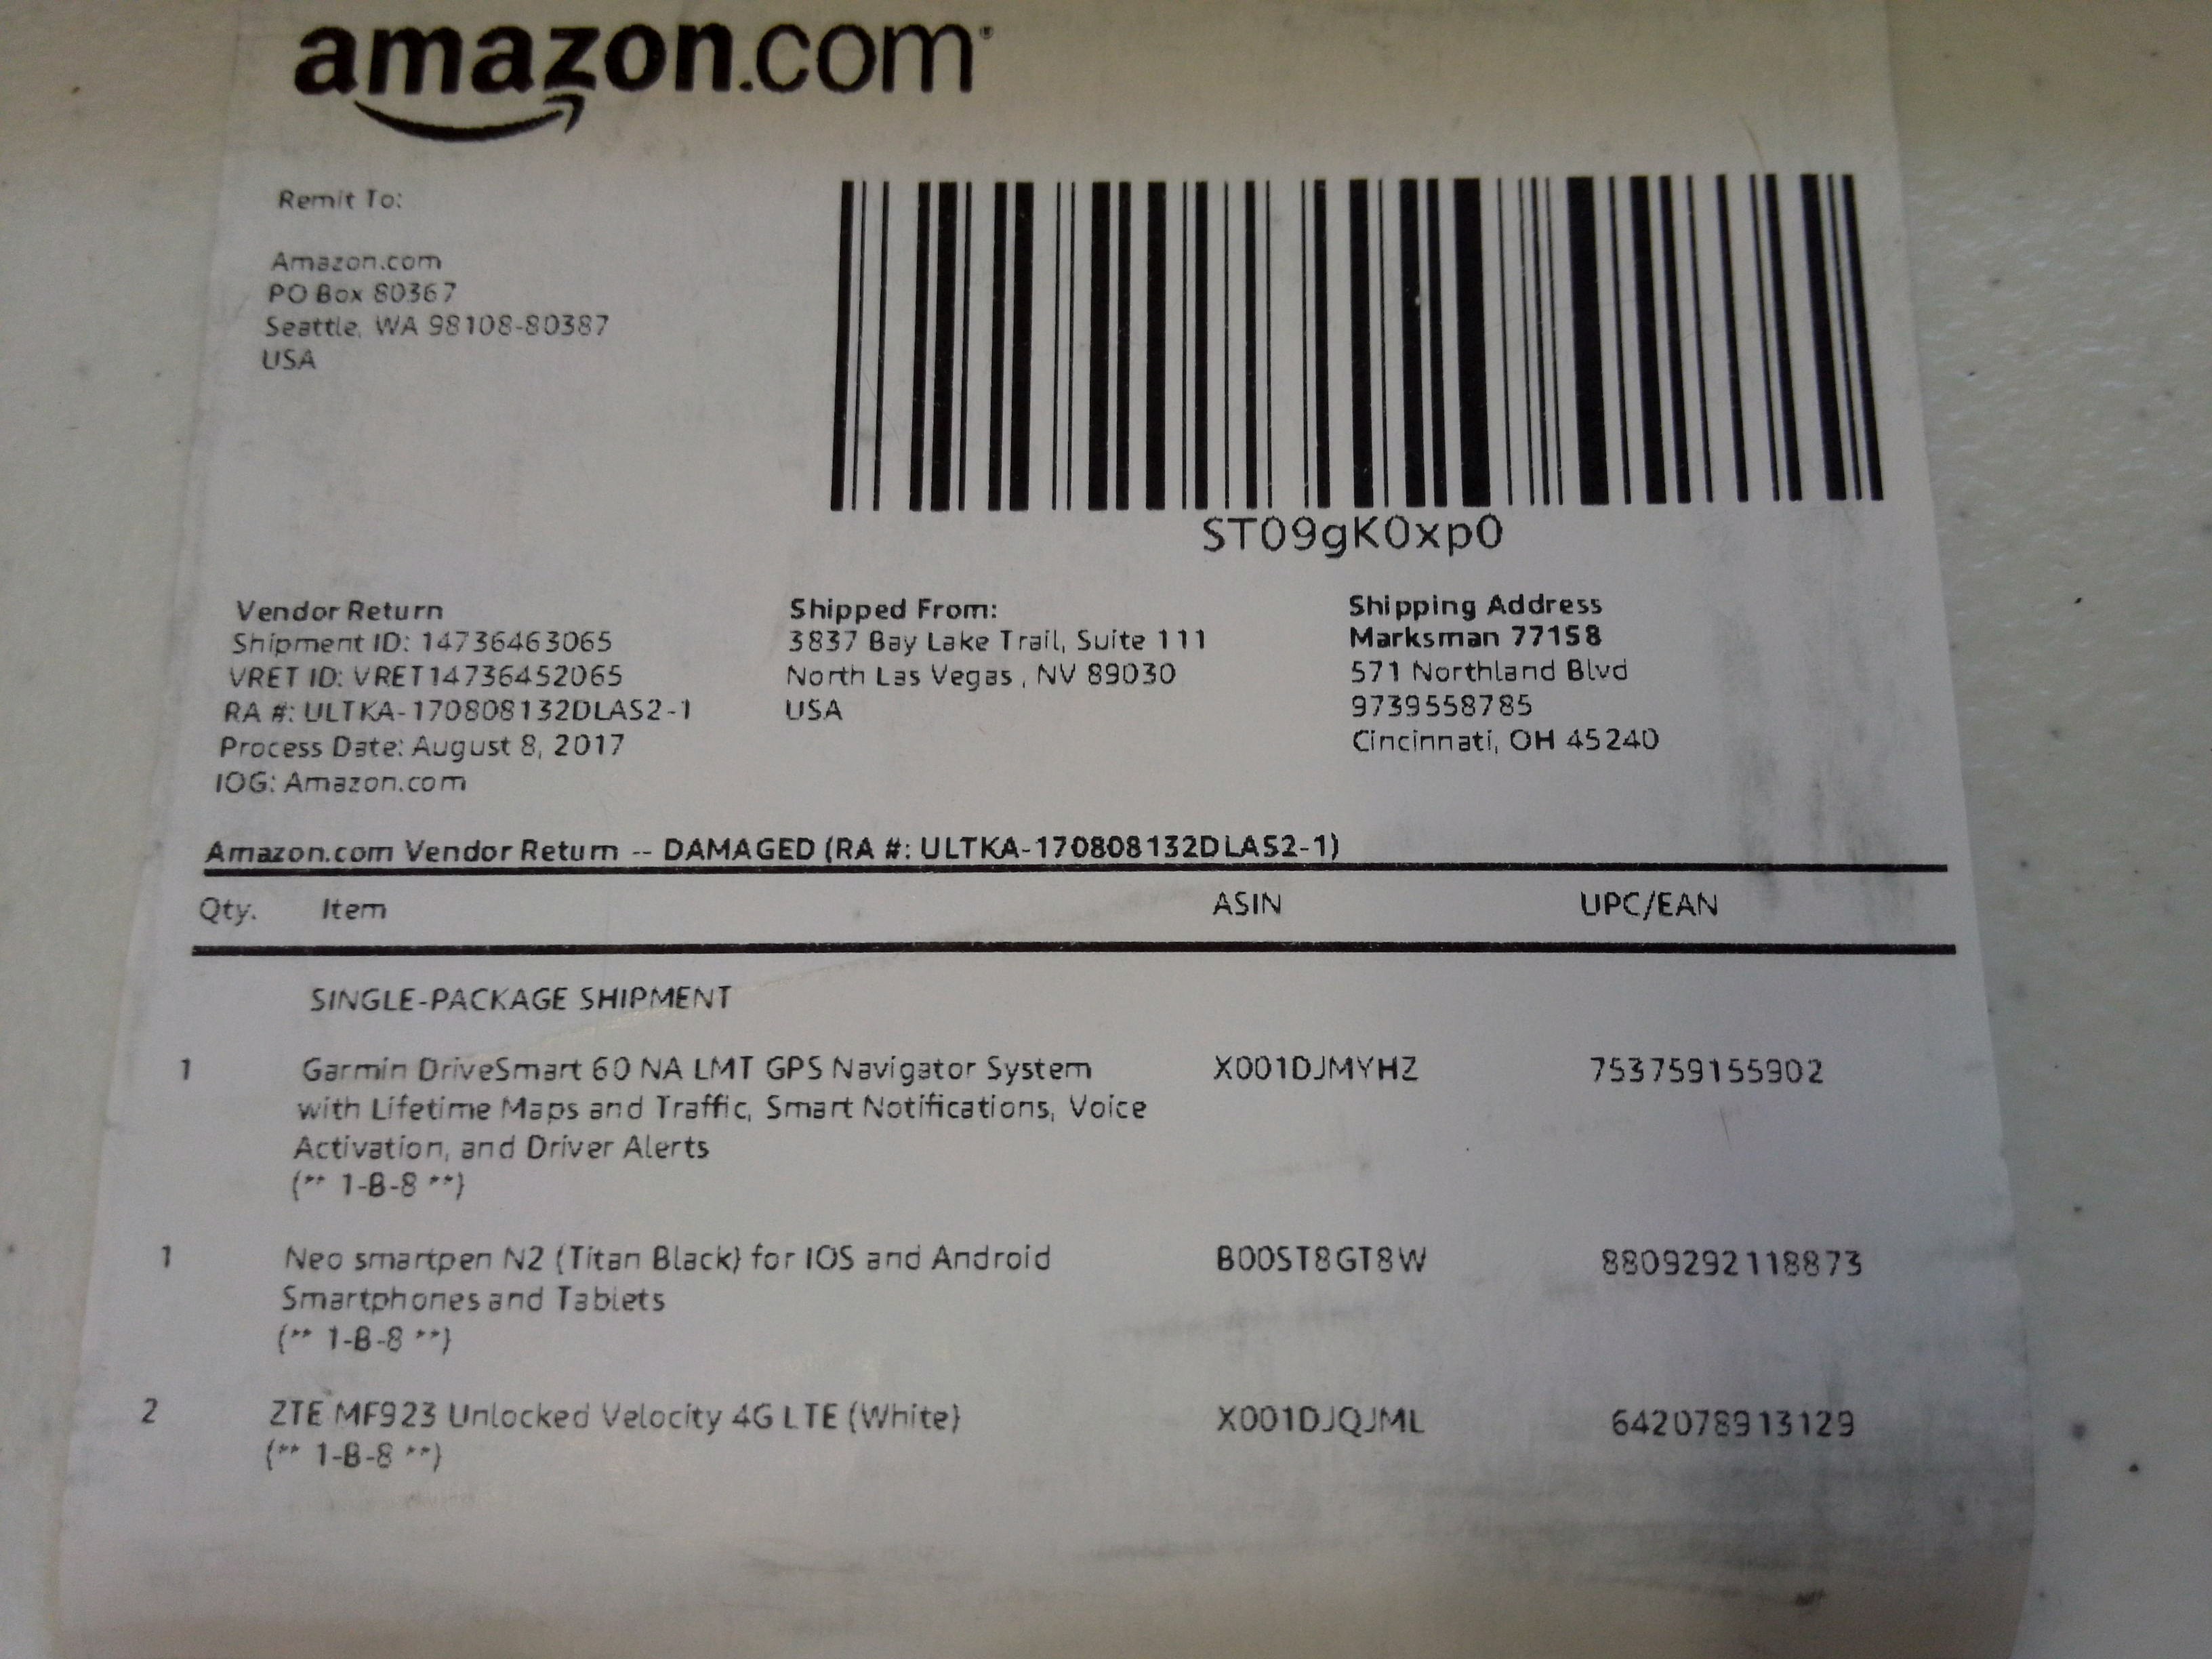 amazon.com
Remit To:
Amazon.com
PO Box 80367
Seattle, WA 98108-80387
USA
ST09gK0xp0
Vendor Return
Shipment ID: 14736463065
VRET ID: VRET14736452065
RA #: ULTKA-170808132DLAS2-1
Process Date: August 8, 2017
IOG: Amazon.com
Shipped From:
3837 Bay Lake Trail, Suite 111
North Las Vegas , NV 89030
USA
Shipping Address
Marksman 77158
571 Northland Blvd
9739558785
Cincinnati, OH 45240
Amazon.com Vendor Return -- DAMAGED (RA #: ULTKA-170808132DLAS2-1)
Qty. Item ASIN UPC/EAN
SINGLE-PACKAGE SHIPMENT
1 Garmin DriveSmart 60 NA LMT GPS Navigator System X001DJMYHZ 753759155902
with Lifetime Maps and Traffic, Smart Notifications, Voice
Activation, and Driver Alerts
(** 1-B-8 **)
1 Neo smartpen N2 (Titan Black) for IOS and Android B00ST8GT8W 8809292118873
Smartphones and Tablets
(** 1-B-8 **)
2 ZTE MF923 Unlocked Velocity 4G LTE (White) X001DJQJML 642078913129
(** 1-B-8 **)